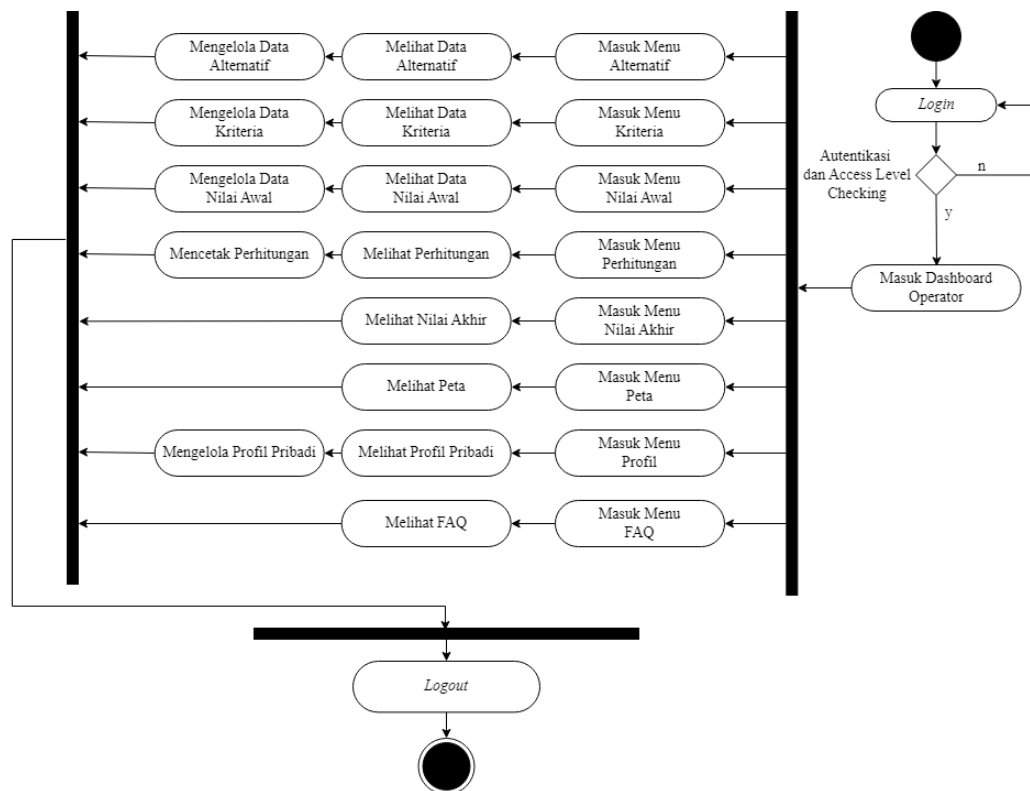 Mengelola Data
Alternatif
Melihat Data
Alternatif
Masuk Menu
Alternatif
Login
Mengelola Data
Kriteria
Melihat Data
Kriteria
Masuk Menu
Kriteria
Autentikasi
dan Access Level
Checking
n
y
Mengelola Data
Nilai Awal
Melihat Data
Nilai Awal
Masuk Menu
Nilai Awal
Mencetak Perhitungan
Melihat Perhitungan
Masuk Menu
Perhitungan
Masuk Dashboard
Operator
Melihat Nilai Akhir
Masuk Menu
Nilai Akhir
Melihat Peta
Masuk Menu
Peta
Mengelola Profil Pribadi
Melihat Profil Pribadi
Masuk Menu
Profil
Melihat FAQ
Masuk Menu
FAQ
Logout